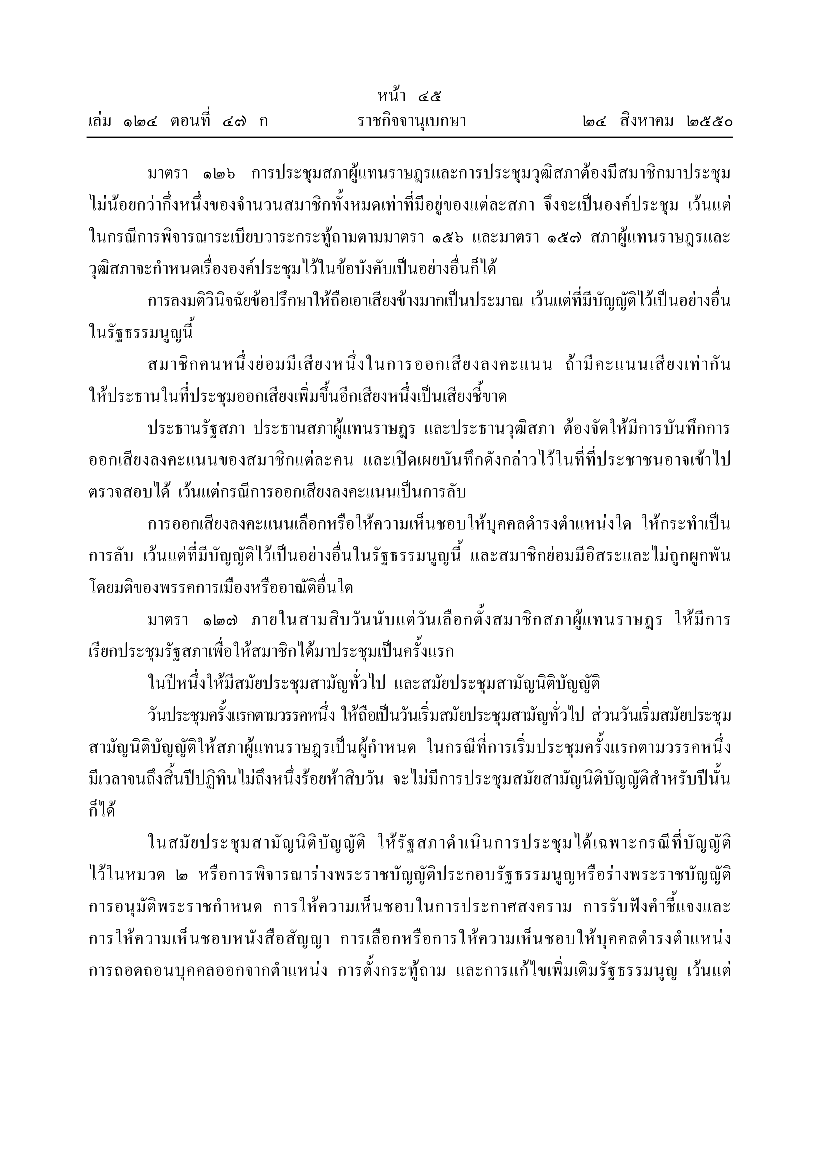 หน้า ๔๕
เล่ม ๑๒๔ ตอนที่ ๔๗ ก ราชกิจจานุเบกษา ๒๔ สิงหาคม ๒๕๕๐
มาตรา ๑๒๖ การประชุมสภาผู้แทนราษฎรและการประชุมวุฒิสภาต้องมีสมาชิกมาประชุม
ไม่น้อยกว่ากึ่งหนึ่งของจำนวนสมาชิกทั้งหมดเท่าที่มีอยู่ของแต่ละสภา จึงจะเป็นองค์ประชุม เว้นแต่
ในกรณีการพิจารณาระเบียบวาระกระทู้ถามตามมาตรา ๑๕๖ และมาตรา ๑๕๗ สภาผู้แทนราษฎรและ
วุฒิสภาจะกำหนดเรื่ององค์ประชุมไว้ในข้อบังคับเป็นอย่างอื่นก็ได้
การลงมติวินิจฉัยข้อปรึกษาให้ถือเอาเสียงข้างมากเป็นประมาณ เว้นแต่ที่มีบัญญัติไว้เป็นอย่างอื่น
ในรัฐธรรมนูญนี้
สมาชิกคนหนึ่งย่อมมีเสียงหนึ่งในการออกเสียงลงคะแนน ถ้ามีคะแนนเสียงเท่ากัน
ให้ประธานในที่ประชุมออกเสียงเพิ่มขึ้นอีกเสียงหนึ่งเป็นเสียงชี้ขาด
ประธานรัฐสภา ประธานสภาผู้แทนราษฎร และประธานวุฒิสภา ต้องจัดให้มีการบันทึกการ
ออกเสียงลงคะแนนของสมาชิกแต่ละคน และเปิดเผยบันทึกดังกล่าวไว้ในที่ที่ประชาชนอาจเข้าไป
ตรวจสอบได้ เว้นแต่กรณีการออกเสียงลงคะแนนเป็นการลับ
การออกเสียงลงคะแนนเลือกหรือให้ความเห็นชอบให้บุคคลดำรงตำแหน่งใด ให้กระทำเป็น
การลับ เว้นแต่ที่มีบัญญัติไว้เป็นอย่างอื่นในรัฐธรรมนูญนี้ และสมาชิกย่อมมีอิสระและไม่ถูกผูกพัน
โดยมติของพรรคการเมืองหรืออาณัติอื่นใด
มาตรา ๑๒๗ ภายในสามสิบวันนับแต่วันเลือกตั้งสมาชิกสภาผู้แทนราษฎร ให้มีการ
เรียกประชุมรัฐสภาเพื่อให้สมาชิกได้มาประชุมเป็นครั้งแรก
ในปีหนึ่งให้มีสมัยประชุมสามัญทั่วไป และสมัยประชุมสามัญนิติบัญญัติ
วันประชุมครั้งแรกตามวรรคหนึ่ง ให้ถือเป็นวันเริ่มสมัยประชุมสามัญทั่วไป ส่วนวันเริ่มสมัยประชุม
สามัญนิติบัญญัติให้สภาผู้แทนราษฎรเป็นผู้กำหนด ในกรณีที่การเริ่มประชุมครั้งแรกตามวรรคหนึ่ง
มีเวลาจนถึงสิ้นปีปฏิทินไม่ถึงหนึ่งร้อยห้าสิบวัน จะไม่มีการประชุมสมัยสามัญนิติบัญญัติสำหรับปีนั้น
ก็ได้
ในสมัยประชุมสามัญนิติบัญญัติ ให้รัฐสภาดำเนินการประชุมได้เฉพาะกรณีที่บัญญัติ
ไว้ในหมวด ๒ หรือการพิจารณาร่างพระราชบัญญัติประกอบรัฐธรรมนูญหรือร่างพระราชบัญญัติ
การอนุมัติพระราชกำหนด การให้ความเห็นชอบในการประกาศสงคราม การรับฟังคำชี้แจงและ
การให้ความเห็นชอบหนังสือสัญญา การเลือกหรือการให้ความเห็นชอบให้บุคคลดำรงตำแหน่ง
การถอดถอนบุคคลออกจากตำแหน่ง การตั้งกระทู้ถาม และการแก้ไขเพิ่มเติมรัฐธรรมนูญ เว้นแต่